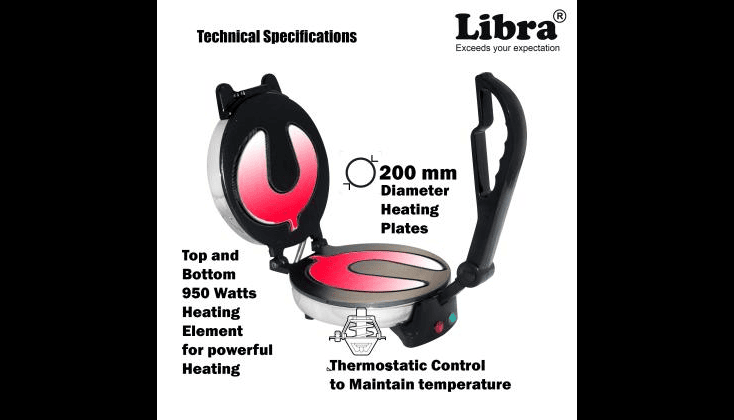 Technical Specifications
Libra®
Exceeds your expectation
200 mm
Diameter
Heating
Plates
Top and
Bottom
950 Watts
Heating
Element
for powerful
Heating
Thermostatic Control
to Maintain temperature